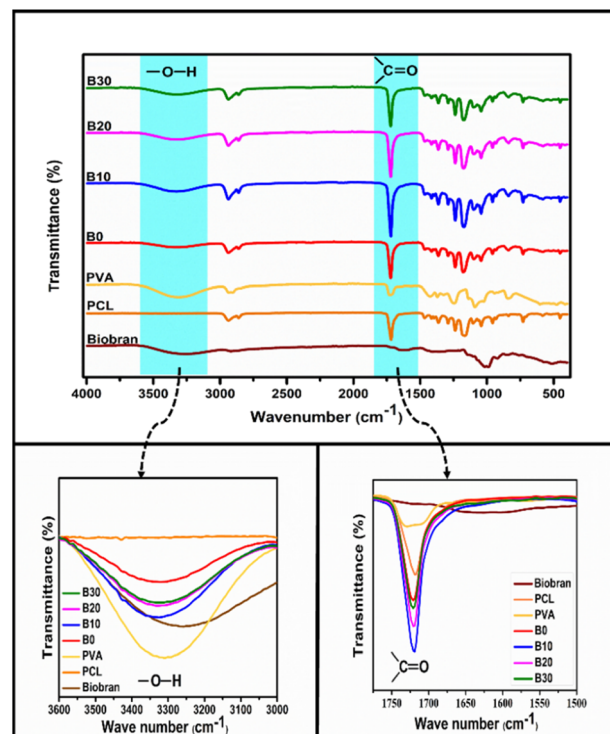 —O—H
C=O
B30
B20
B10
B0
PVA
PCL
Biobran
Transmittance (%)
4000 3500 3000 2500 2000 1500 1000 500
Wavenumber (cm-1)
Transmittance (%)
B30
B20
B10
B0
PVA
PCL
Biobran
—O—H
3600 3500 3400 3300 3200 3100 3000
Wave number (cm-1)
Transmittance (%)
Biobran
PCL
PVA
B0
B10
B20
B30
C=O
1750 1700 1650 1600 1550 1500
Wave number (cm-1)